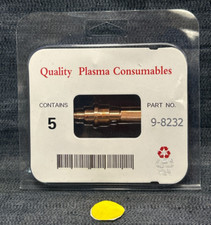 Quality Plasma Consumables
CONTAINS
PART NO.
5
9-8232